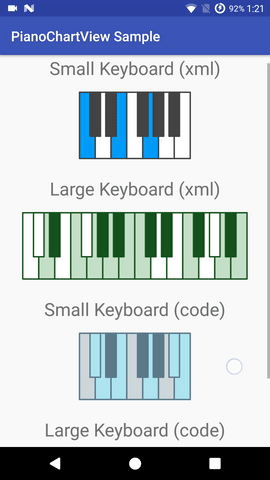 92% 1:21
PianoChartView Sample
Small Keyboard (xml)
Large Keyboard (xml)
Small Keyboard (code)
Large Keyboard (code)